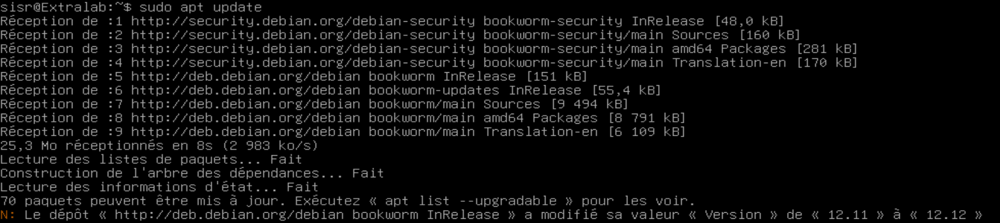 sisr@Extralab:~$ sudo apt update
Réception de :1 http://security.debian.org/debian-security bookworm-security InRelease [48,0 kB]
Réception de :2 http://security.debian.org/debian-security bookworm-security/main Sources [160 kB]
Réception de :3 http://security.debian.org/debian-security bookworm-security/main amd64 Packages [281 kB]
Réception de :4 http://security.debian.org/debian-security bookworm-security/main Translation-en [170 kB]
Réception de :5 http://deb.debian.org/debian bookworm InRelease [151 kB]
Réception de :6 http://deb.debian.org/debian bookworm-updates InRelease [55,4 kB]
Réception de :7 http://deb.debian.org/debian bookworm/main Sources [9 494 kB]
Réception de :8 http://deb.debian.org/debian bookworm/main amd64 Packages [8 791 kB]
Réception de :9 http://deb.debian.org/debian bookworm/main Translation-en [6 109 kB]
25,3 Mo réceptionnés en 8s (2 983 ko/s)
Lecture des listes de paquets... Fait
Construction de l'arbre des dépendances... Fait
Lecture des informations d'état... Fait
70 paquets peuvent être mis à jour. Exécutez « apt list --upgradable » pour les voir.
N: Le dépôt « http://deb.debian.org/debian bookworm InRelease » a modifié sa valeur « Version » de « 12.11 » à « 12.12 »